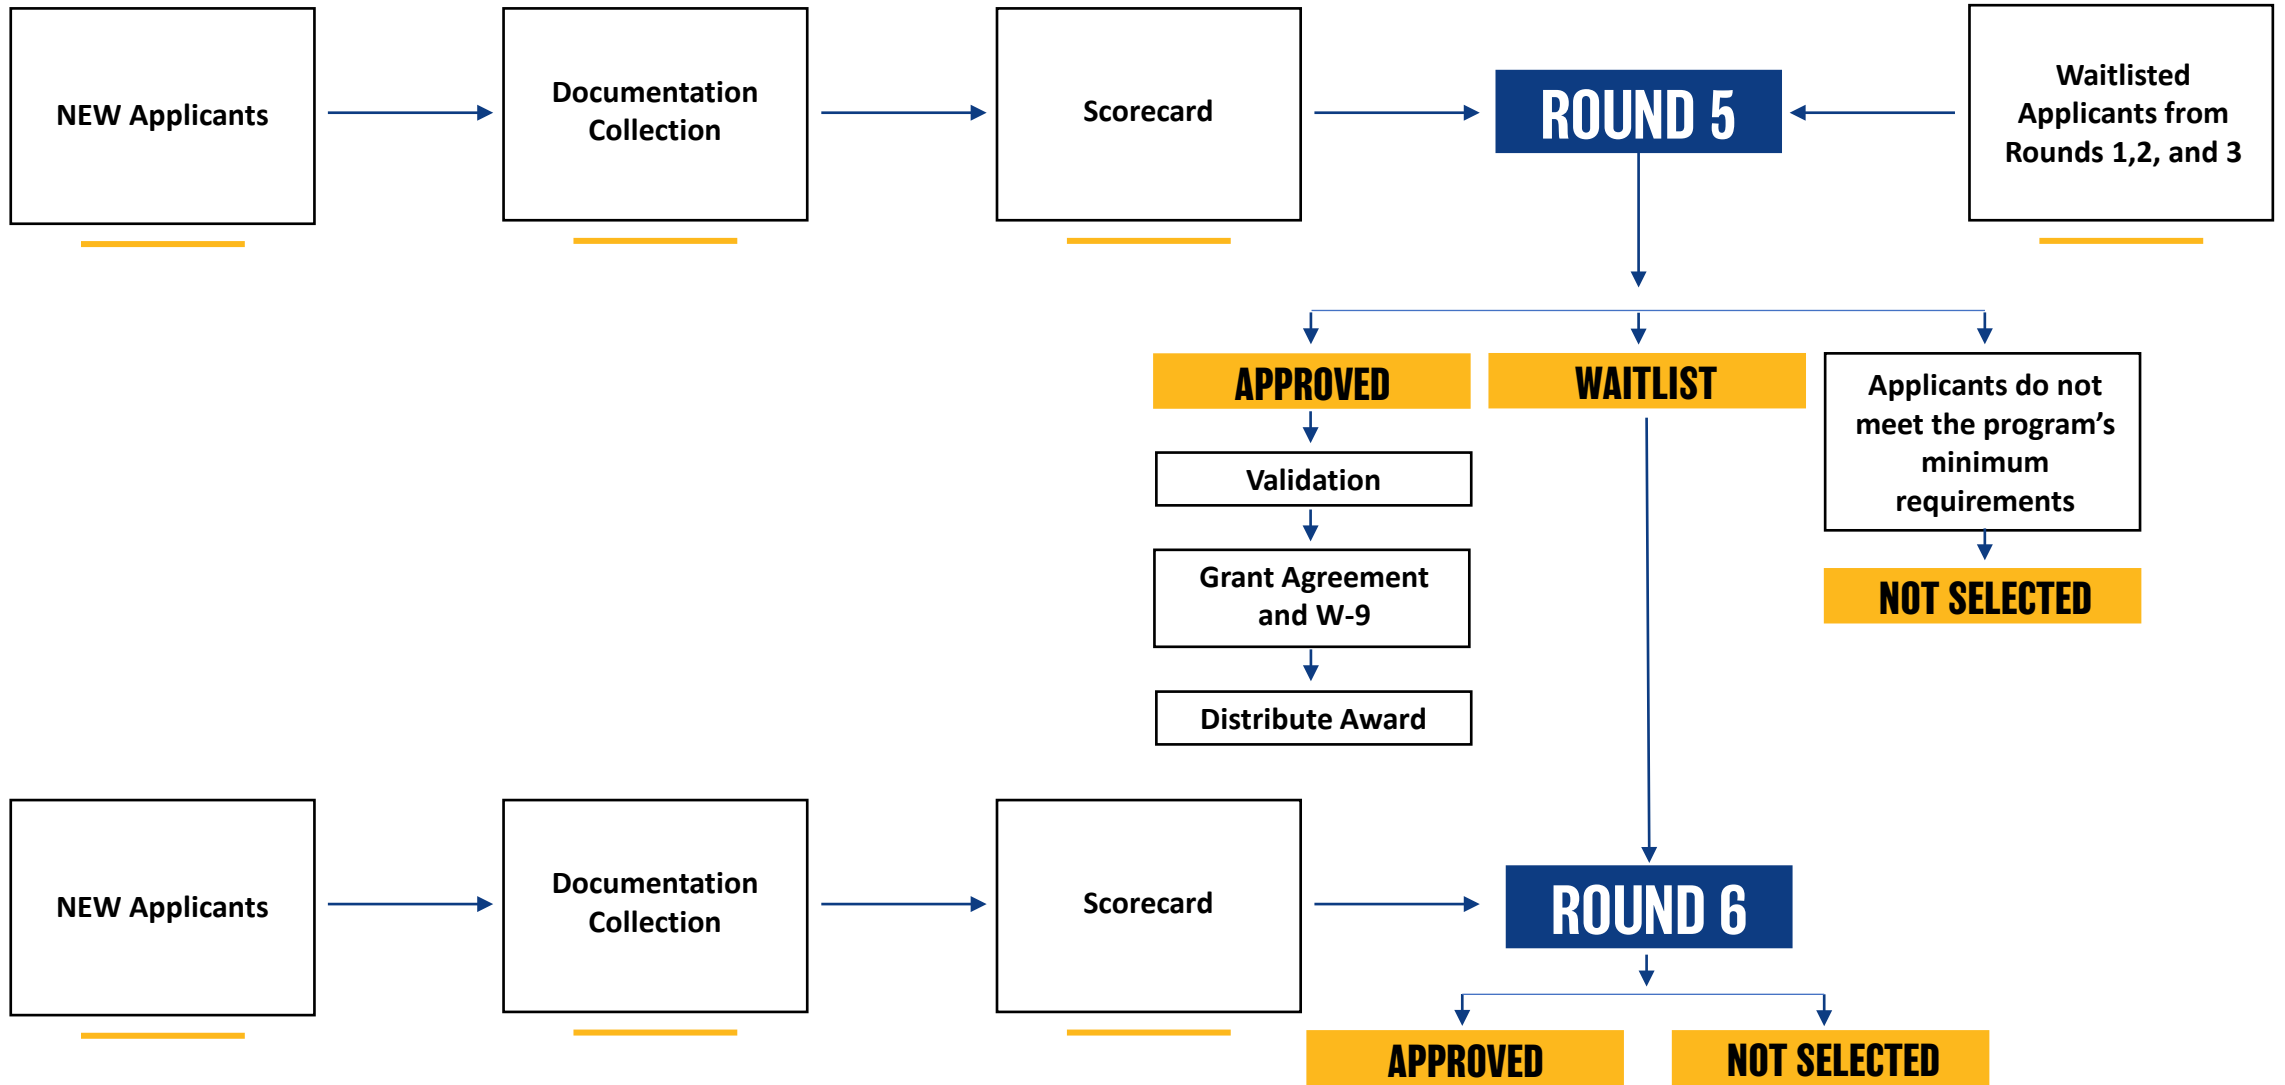 NEW Applicants
Documentation
Collection
Scorecard
ROUND 5
Waitlisted
Applicants from
Rounds 1,2, and 3
APPROVED
WAITLIST
Applicants do not
meet the program’s
minimum
requirements
Validation
Grant Agreement
and W-9
NOT SELECTED
Distribute Award
NEW Applicants
Documentation
Collection
Scorecard
ROUND 6
APPROVED
NOT SELECTED